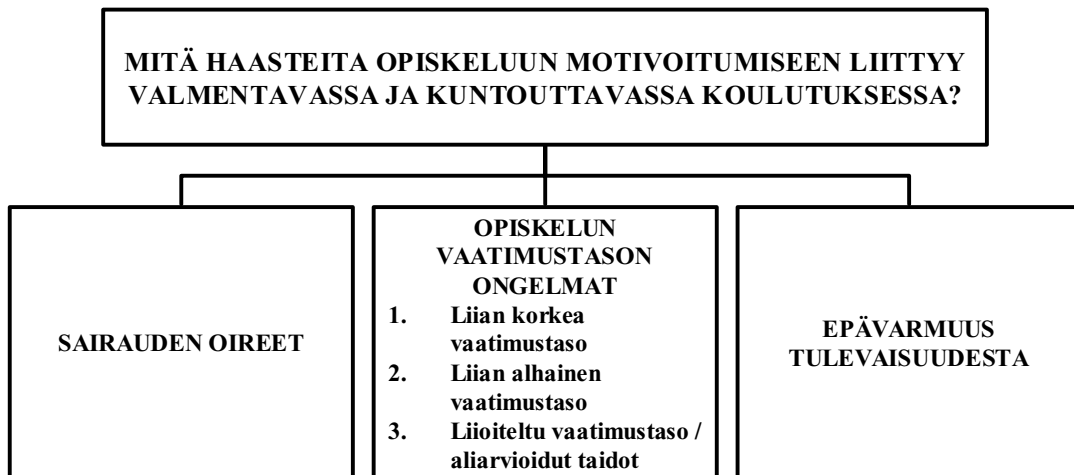 MITÄ HAASTEITA OPISKELUUN MOTIVOITUMISEEN LIITTYY
VALMENTAVASSA JA KUNTOUTTAVASSA KOULUTUKSESSA?
SAIRAUDEN OIREET
OPISKELUN
VAATIMUSTASON
ONGELMAT
1. Liian korkea
vaatimustaso
2. Liian alhainen
vaatimustaso
3. Liioiteltu vaatimustaso /
aliarvioidut taidot
EPÄVARMUUS
TULEVAISUUDESTA